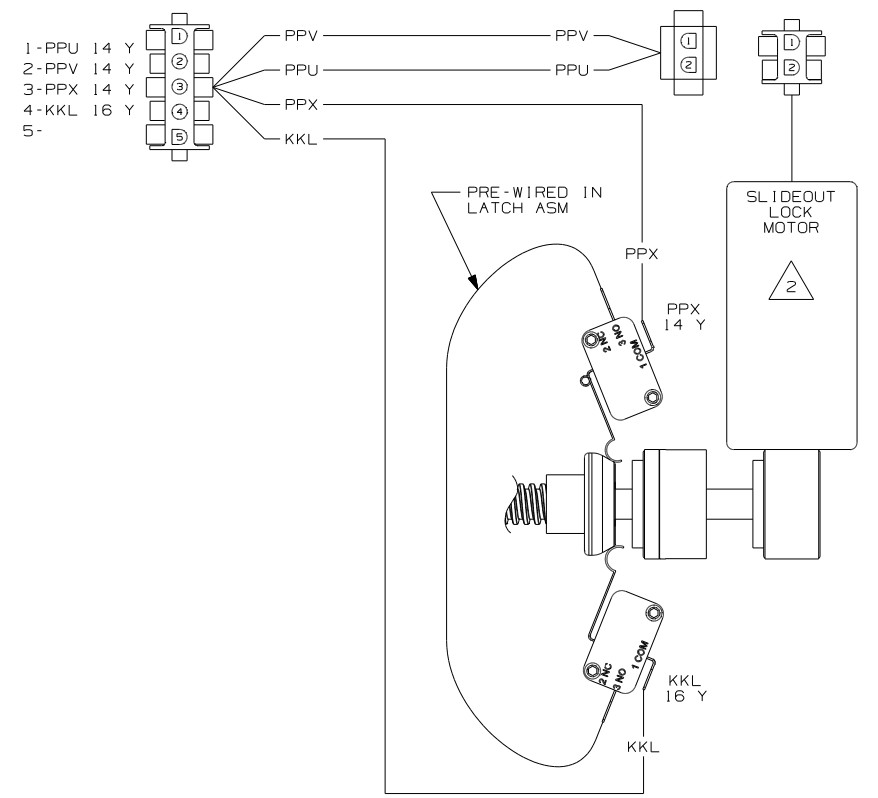 1-PPU 14 Y
2-PPV 14 Y
3-PPX 14 Y
4-KKL 16 Y
5-
1
2
3
4
5
PPV
PPU
PPX
KKL
PPV
PPU
1
2
1
2
SLIDEOUT
LOCK
MOTOR
2
PRE-WIRED IN
LATCH ASM
PPX
PPX
14 Y
2 NC
3 NO
1 COM
2 NC
3 NO
1 COM
KKL
16 Y
KKL